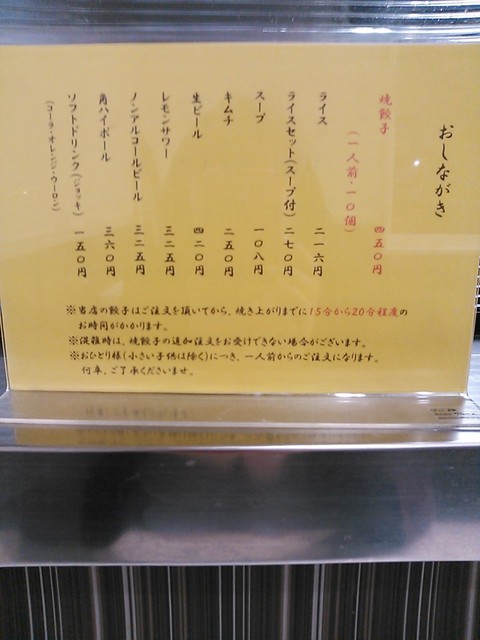 おしながき
焼餃子 四五〇円
(一人前・一〇個)
ライス 二一六円
ライスセット(スープ付) 二七〇円
スープ 一〇八円
キムチ 二五〇円
生ビール 四二〇円
レモンサワー 三二五円
ノンアルコールビール 三二五円
角ハイボール 三六〇円
ソフトドリンク(ジョッキ) 一五〇円
(コーラ・オレンジ・ウーロン)
※当店の餃子はご注文を頂いてから、焼き上がりまでに15分から20分程度の
お時間がかかります。
※混雑時は、焼餃子の追加注文をお受けできない場合がございます。
※おひとり様(小さい子供は除く)につき、一人前からのご注文になります。
何卒、ご了承くださいませ。